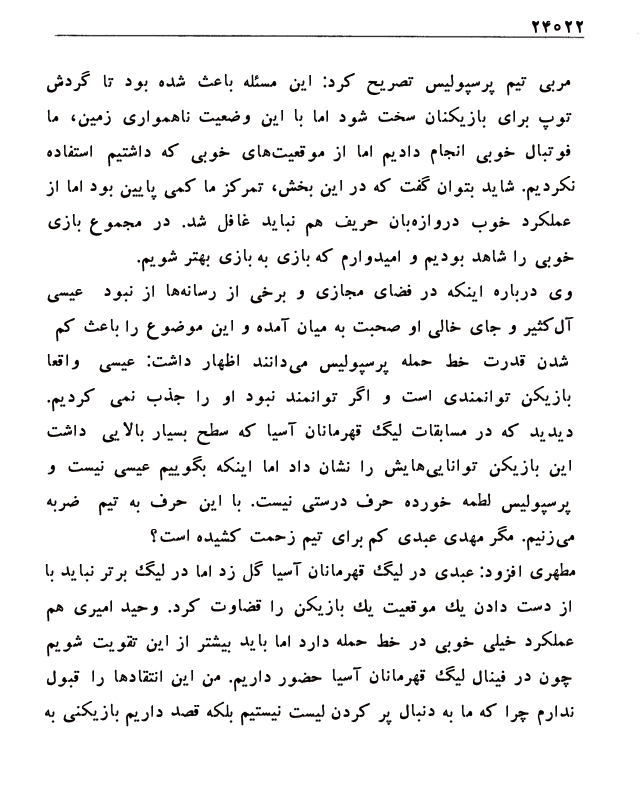 ۲۴۰۲۲
مربی تیم پرسپولیس تصریح کرد: این مسئله باعث شده بود تا گردش
توپ برای بازیکنان سخت شود اما با این وضعیت ناهمواری زمین، ما
فوتبال خوبی انجام دادیم اما از موقعیت‌های خوبی که داشتیم استفاده
نکردیم. شاید بتوان گفت که در این بخش، تمرکز ما کمی پایین بود اما از
عملکرد خوب دروازه‌بان حریف هم نباید غافل شد. در مجموع بازی
خوبی را شاهد بودیم و امیدوارم که بازی به بازی بهتر شویم.
وی درباره اینکه در فضای مجازی و برخی از رسانه‌ها از نبود عیسی
آل‌کثیر و جای خالی او صحبت به میان آمده و این موضوع را باعث کم
شدن قدرت خط حمله پرسپولیس می‌دانند اظهار داشت: عیسی واقعا
بازیکن توانمندی است و اگر توانمند نبود او را جذب نمی کردیم.
دیدید که در مسابقات لیگ قهرمانان آسیا که سطح بسیار بالایی داشت
این بازیکن توانایی‌هایش را نشان داد اما اینکه بگوییم عیسی نیست و
پرسپولیس لطمه خورده حرف درستی نیست. با این حرف به تیم ضربه
می‌زنیم. مگر مهدی عبدی کم برای تیم زحمت کشیده است؟
مطهری افزود: عبدی در لیگ قهرمانان آسیا گل زد اما در لیگ برتر نباید با
از دست دادن یك موقعیت یك بازیکن را قضاوت کرد. وحید امیری هم
عملکرد خیلی خوبی در خط حمله دارد اما باید بیشتر از این تقویت شویم
چون در فینال لیگ قهرمانان آسیا حضور داریم. من این انتقادها را قبول
ندارم چرا که ما به دنبال پر کردن لیست نیستیم بلکه قصد داریم بازیکنی به